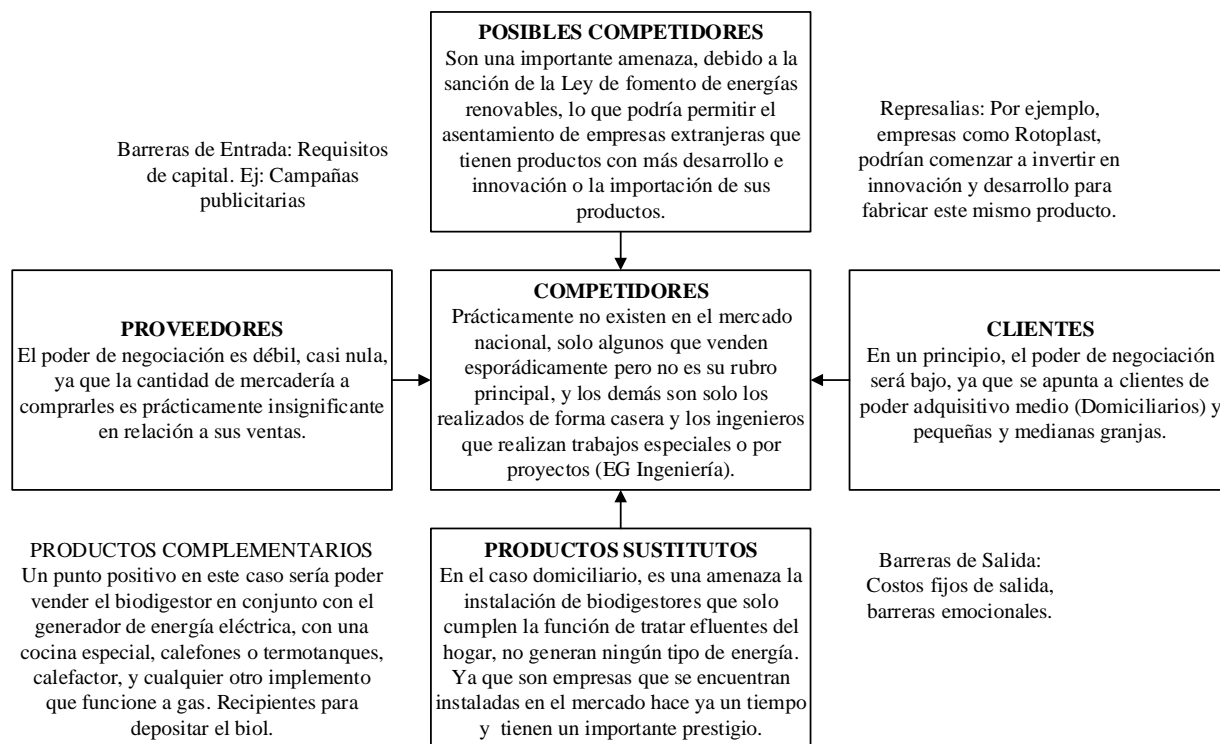 POSIBLES COMPETIDORES
Son una importante amenaza, debido a la
sanción de la Ley de fomento de energías
renovables, lo que podría permitir el
asentamiento de empresas extranjeras que
tienen productos con más desarrollo e
innovación o la importación de sus
productos.
Barreras de Entrada: Requisitos
de capital. Ej: Campañas
publicitarias
Represalias: Por ejemplo,
empresas como Rotoplast,
podrían comenzar a invertir en
innovación y desarrollo para
fabricar este mismo producto.
PROVEEDORES
El poder de negociación es débil, casi nula,
ya que la cantidad de mercadería a
comprarles es prácticamente insignificante
en relación a sus ventas.
COMPETIDORES
Prácticamente no existen en el mercado
nacional, solo algunos que venden
esporádicamente pero no es su rubro
principal, y los demás son solo los
realizados de forma casera y los ingenieros
que realizan trabajos especiales o por
proyectos (EG Ingeniería).
CLIENTES
En un principio, el poder de negociación
será bajo, ya que se apunta a clientes de
poder adquisitivo medio (Domiciliarios) y
pequeñas y medianas granjas.
PRODUCTOS COMPLEMENTARIOS
Un punto positivo en este caso sería poder
vender el biodigestor en conjunto con el
generador de energía eléctrica, con una
cocina especial, calefones o termotanques,
calefactor, y cualquier otro implemento
que funcione a gas. Recipientes para
depositar el biol.
PRODUCTOS SUSTITUTOS
En el caso domiciliario, es una amenaza la
instalación de biodigestores que solo
cumplen la función de tratar efluentes del
hogar, no generan ningún tipo de energía.
Ya que son empresas que se encuentran
instaladas en el mercado hace ya un tiempo
y tienen un importante prestigio.
Barreras de Salida:
Costos fijos de salida,
barreras emocionales.